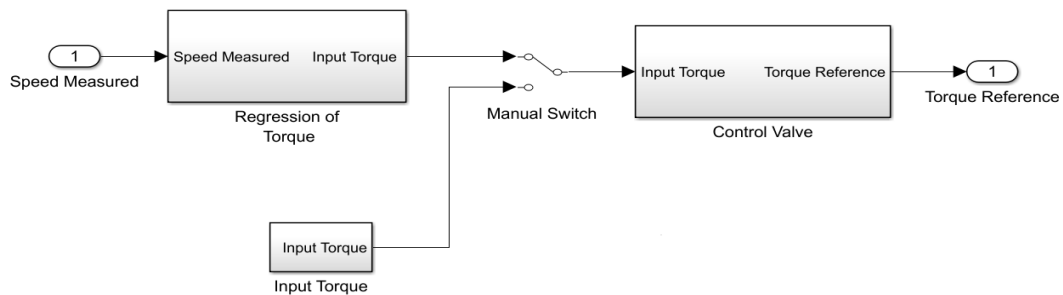 1
Speed Measured
Speed Measured
Input Torque
Regression of
Torque
Manual Switch
Input Torque
Torque Reference
Control Valve
1
Torque Reference
Input Torque
Input Torque